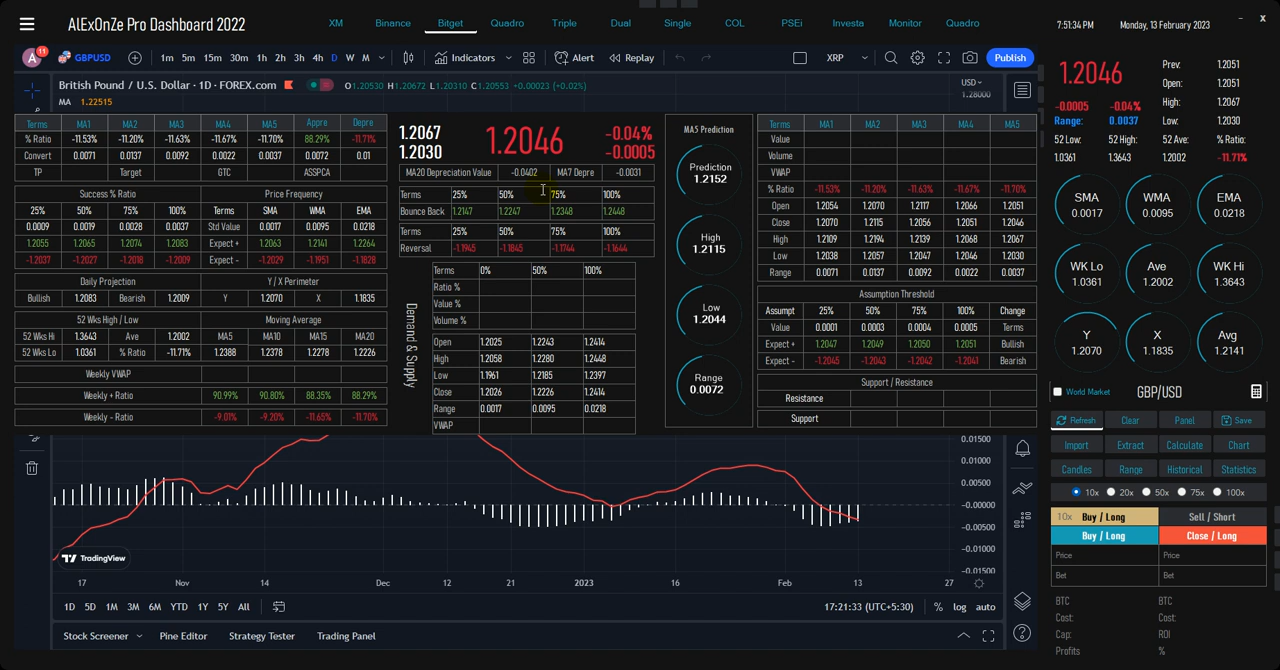 AlExOnZe Pro Dashboard 2022
XM Binance Bitget Quadro Triple Dual Single COL PSEi Investa Monitor Quadro
7:51:34 PM Monday, 13 February 2023 – X
A 11 GBPUSD 1m 5m 15m 30m 1h 2h 3h 4h D W M Indicators Alert Replay XRP Publish
British Pound / U.S. Dollar · 1D · FOREX.com O1.20530 H1.20672 L1.20310 C1.20553 +0.00023 (+0.02%) USD
1.28000
MA 1.22515
Terms MA1 MA2 MA3 MA4 MA5 Appre Depre
% Ratio -11.53% -11.20% -11.63% -11.67% -11.70% 88.29% -11.71%
Convert 0.0071 0.0137 0.0092 0.0022 0.0037 0.0072 0.01
TP Target GTC ASSPCA
Success % Ratio Price Frequency
25% 50% 75% 100% Terms SMA WMA EMA
0.0009 0.0019 0.0028 0.0037 Std Value 0.0017 0.0095 0.0218
1.2055 1.2065 1.2074 1.2083 Expect + 1.2063 1.2141 1.2264
-1.2037 -1.2027 -1.2018 -1.2009 Expect - -1.2029 -1.1951 -1.1828
Daily Projection Y / X Perimeter
Bullish 1.2083 Bearish 1.2009 Y 1.2070 X 1.1835
52 Wks High / Low Moving Average
52 Wks Hi 1.3643 Ave 1.2002 MA5 MA10 MA15 MA20
52 Wks Lo 1.0361 % Ratio -11.71% 1.2388 1.2378 1.2278 1.2226
Weekly VWAP
Weekly + Ratio 90.99% 90.80% 88.35% 88.29%
Weekly - Ratio -9.01% -9.20% -11.65% -11.70%
1.2067
1.2030
1.2046
-0.04%
-0.0005
MA20 Depreciation Value -0.0402 MA7 Depre -0.0031
Terms 25% 50% 75% 100%
Bounce Back 1.2147 1.2247 1.2348 1.2448
Terms 25% 50% 75% 100%
Reversal -1.1945 -1.1845 -1.1744 -1.1644
Demand & Supply
Terms 0% 50% 100%
Ratio %
Value %
Volume %
Open 1.2025 1.2243 1.2414
High 1.2058 1.2280 1.2448
Low 1.1961 1.2185 1.2397
Close 1.2026 1.2226 1.2414
Range 0.0017 0.0095 0.0218
VWAP
MA5 Prediction
Prediction
1.2152
High
1.2115
Low
1.2044
Range
0.0072
Terms MA1 MA2 MA3 MA4 MA5
Value
Volume
VWAP
% Ratio -11.53% -11.20% -11.63% -11.67% -11.70%
Open 1.2054 1.2070 1.2117 1.2066 1.2051
Close 1.2070 1.2115 1.2056 1.2051 1.2046
High 1.2109 1.2194 1.2139 1.2068 1.2067
Low 1.2038 1.2057 1.2047 1.2046 1.2030
Range 0.0071 0.0137 0.0092 0.0022 0.0037
Assumption Threshold
Assumpt 25% 50% 75% 100% Change
Value 0.0001 0.0003 0.0004 0.0005 Terms
Expect + 1.2047 1.2049 1.2050 1.2051 Bullish
Expect - -1.2045 -1.2043 -1.2042 -1.2041 Bearish
Support / Resistance
Resistance
Support
1.2046
-0.0005 -0.04%
Range: 0.0037
Prev: 1.2051
Open: 1.2051
High: 1.2067
Low: 1.2030
52 Low: 52 High: 52 Ave: % Ratio:
1.0361 1.3643 1.2002 -11.71%
SMA WMA EMA
0.0017 0.0095 0.0218
WK Lo Ave WK Hi
1.0361 1.2002 1.3643
Y X Avg
1.2070 1.1835 1.2141
World Market GBP/USD
Refresh Clear Panel Save
Import Extract Calculate Chart
Candles Range Historical Statistics
10x 20x 50x 75x 100x
10x Buy / Long Sell / Short
Buy / Long Close / Long
Price Price
Bet Bet
BTC BTC
Cost: Cost:
Cap: ROI
Profits %
0.01500
0.01000
0.00500
-0.00000
-0.00500
-0.01000
-0.01500
TradingView
17 Nov 14 Dec 12 21 2023 16 Feb 13 27
1D 5D 1M 3M 6M YTD 1Y 5Y All 17:21:33 (UTC+5:30) % log auto
Stock Screener Pine Editor Strategy Tester Trading Panel